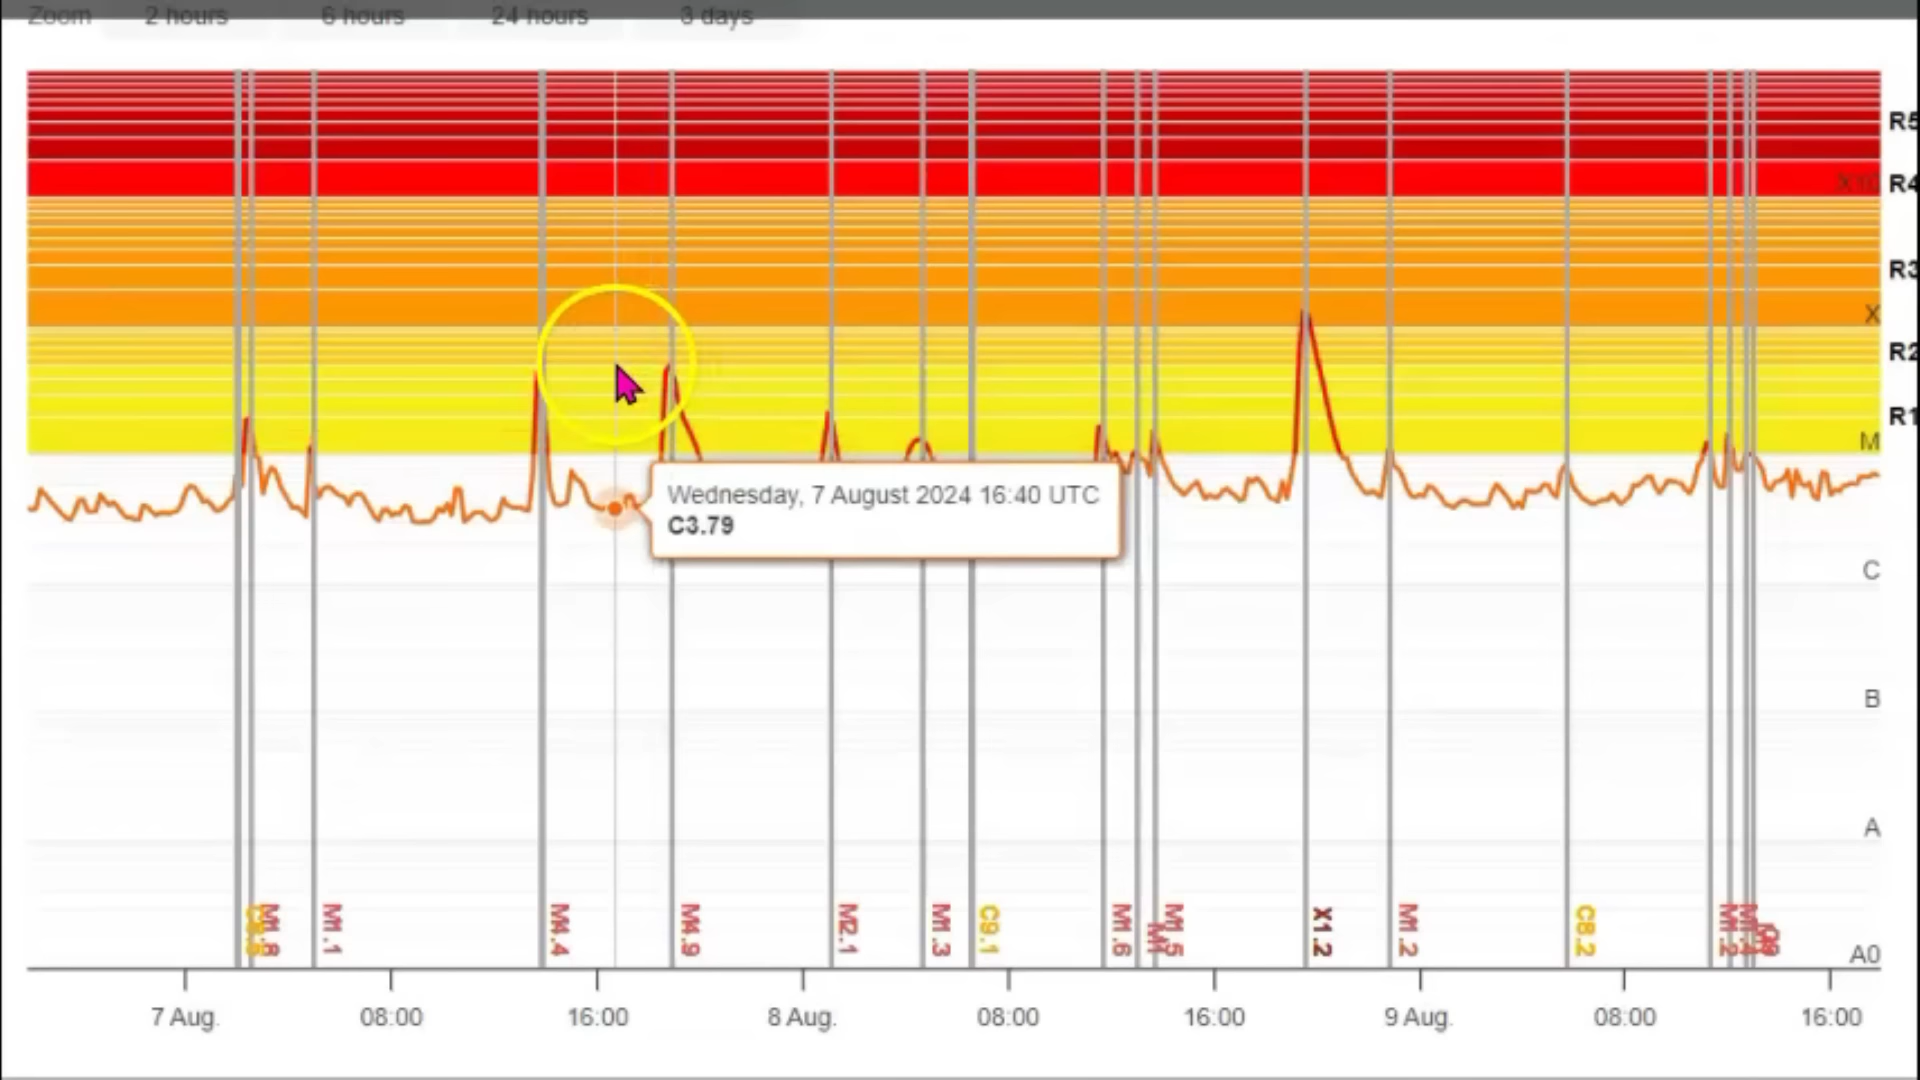 Zoom 2 hours 6 hours 24 hours 3 days
R5
X10 R4
R3
X
R2
R1
M
Wednesday, 7 August 2024 16:40 UTC
C3.79
C
B
A
M1.8 M1.1 M4.4 M4.9 M2.1 M1.3 C9.1 M1.6 M1 M1.5 X1.2 M1.2 C8.2 M1.2
A0
7 Aug. 08:00 16:00 8 Aug. 08:00 16:00 9 Aug. 08:00 16:00